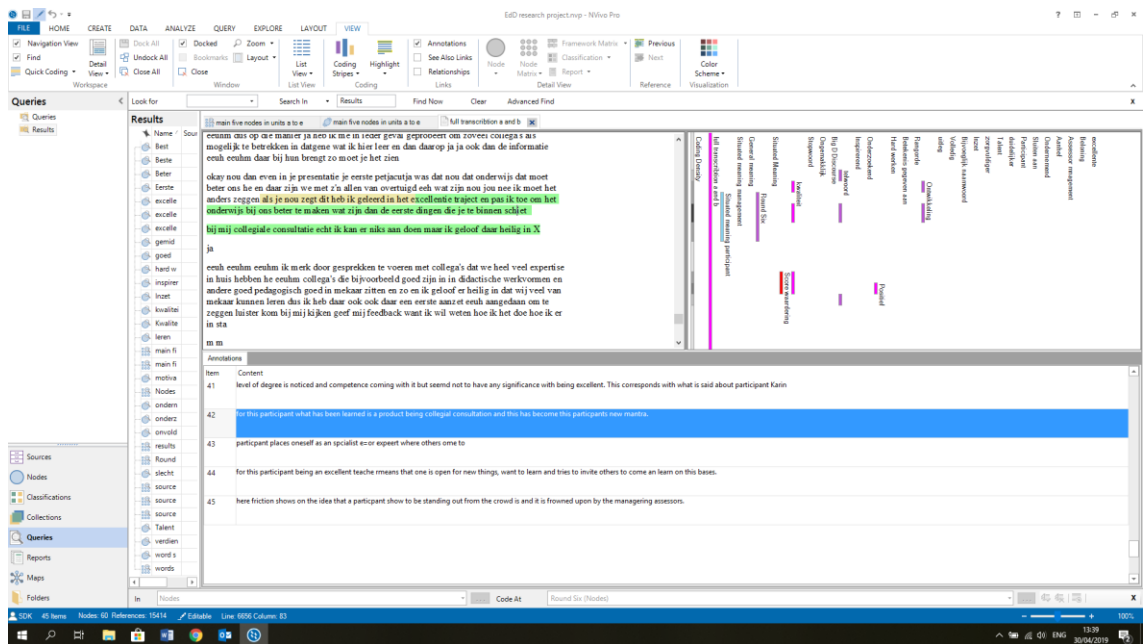 EdD research project.nvp - NVivo Pro
FILE HOME CREATE DATA ANALYZE QUERY EXPLORE LAYOUT VIEW
Navigation View
Find
Quick Coding
Detail View
Workspace
Dock All
Undock All
Close All
Docked
Bookmarks
Close
Zoom
Layout
Window
List View
List View
Coding Stripes
Highlight
Coding
Annotations
See Also Links
Relationships
Links
Node
Node Matrix
Framework Matrix
Classification
Report
Detail View
Previous
Next
Reference
Color Scheme
Visualization
Queries
Look for Search In Results Find Now Clear Advanced Find
Queries
Results
Results
main five nodes in units a to e
main five nodes in units a to e
full transcribtion a and b
Name Sour
Best
Beste
Beter
Eerste
excelle
excelle
excelle
gemid
goed
hard w
inspirer
Inzet
kwalitei
Kwalite
leren
main fi
main fi
motiva
Nodes
ondern
onderz
onvold
results
Round
slecht
source
source
source
Talent
verdien
word s
words
eeuhm dus op die manier ja heb ik me in ieder geval geprobeert om zoveel collega's als
mogelijk te betrekken in datgene wat ik hier leer en dan daarop ja ja ook dan de informatie
eeuh eeuhm daar bij hun brengt zo moet je het zien
okay nou dan even in je presentatie je eerste petjacutja was dat nou dat onderwijs dat moet
beter ons he en daar zijn we met z'n allen van overtuigd eeh wat zijn nou jou nee ik moet het
anders zeggen als je nou zegt dit heb ik geleerd in het excellentie traject en pas ik toe om het
onderwijs bij ons beter te maken wat zijn dan de eerste dingen die je te binnen schiet
bij mij collegiale consultatie echt ik kan er niks aan doen maar ik geloof daar heilig in X
ja
eeuh eeuhm eeuhm ik merk door gesprekken te voeren met collega's dat we heel veel expertise
in huis hebben he eeuhm collega's die bijvoorbeeld goed zijn in in didactische werkvormen en
andere goed pedagogisch goed in mekaar zitten en zo en ik geloof er heilig in dat wij veel van
mekaar kunnen leren dus ik heb daar ook ook daar een eerste aanzet eeuh aangedaan om te
zeggen luister kom bij mij kijken geef mij feedback want ik wil weten hoe ik het doe hoe ik er
in sta
m m
Coding Density
full transcribtion a and b
Situated meaning participant
Situated meaning management
General meaning
Round Six
Situated Meaning
Score waardering
kwaliteit
Stopwoord
Ongemakklijk
Big D Discourse
telwoord
Inspirerend
Onderzoekend
Positief
Hard werken
Betekenis gegeven aan
Rangorde
Ontwikkeling
uitleg
Volledig
Bijvoeglijk naamwoord
Inzet
zorgprofileger
Talent
duidelijker
Participant
Sluiten aan
Ondernemend
Aanhef
Assessor management
Beloning
excellentie
Annotations
Item Content
41 level of degree is noticed and competence coming with it but seemd not to have any significance with being excellent. This corresponds with what is said about participant Karin
42 for this participant what has been learned is a product being collegial consultation and this has become this particpants new mantra.
43 particpant places oneself as an spcialist e=or expeert where others ome to
44 for this participant being an excellent teache rmeans that one is open for new things, want to learn and tries to invite others to come an learn on this bases.
45 here friction shows on the idea that a particpant show to be standing out from the crowd is and it is frowned upon by the managering assessors.
Sources
Nodes
Classifications
Collections
Queries
Reports
Maps
Folders
In Nodes Code At Round Six (Nodes)
SDK 45 Items Nodes: 60 References: 15414 Editable Line: 6656 Column: 83 100%
ENG 13:39
30/04/2019